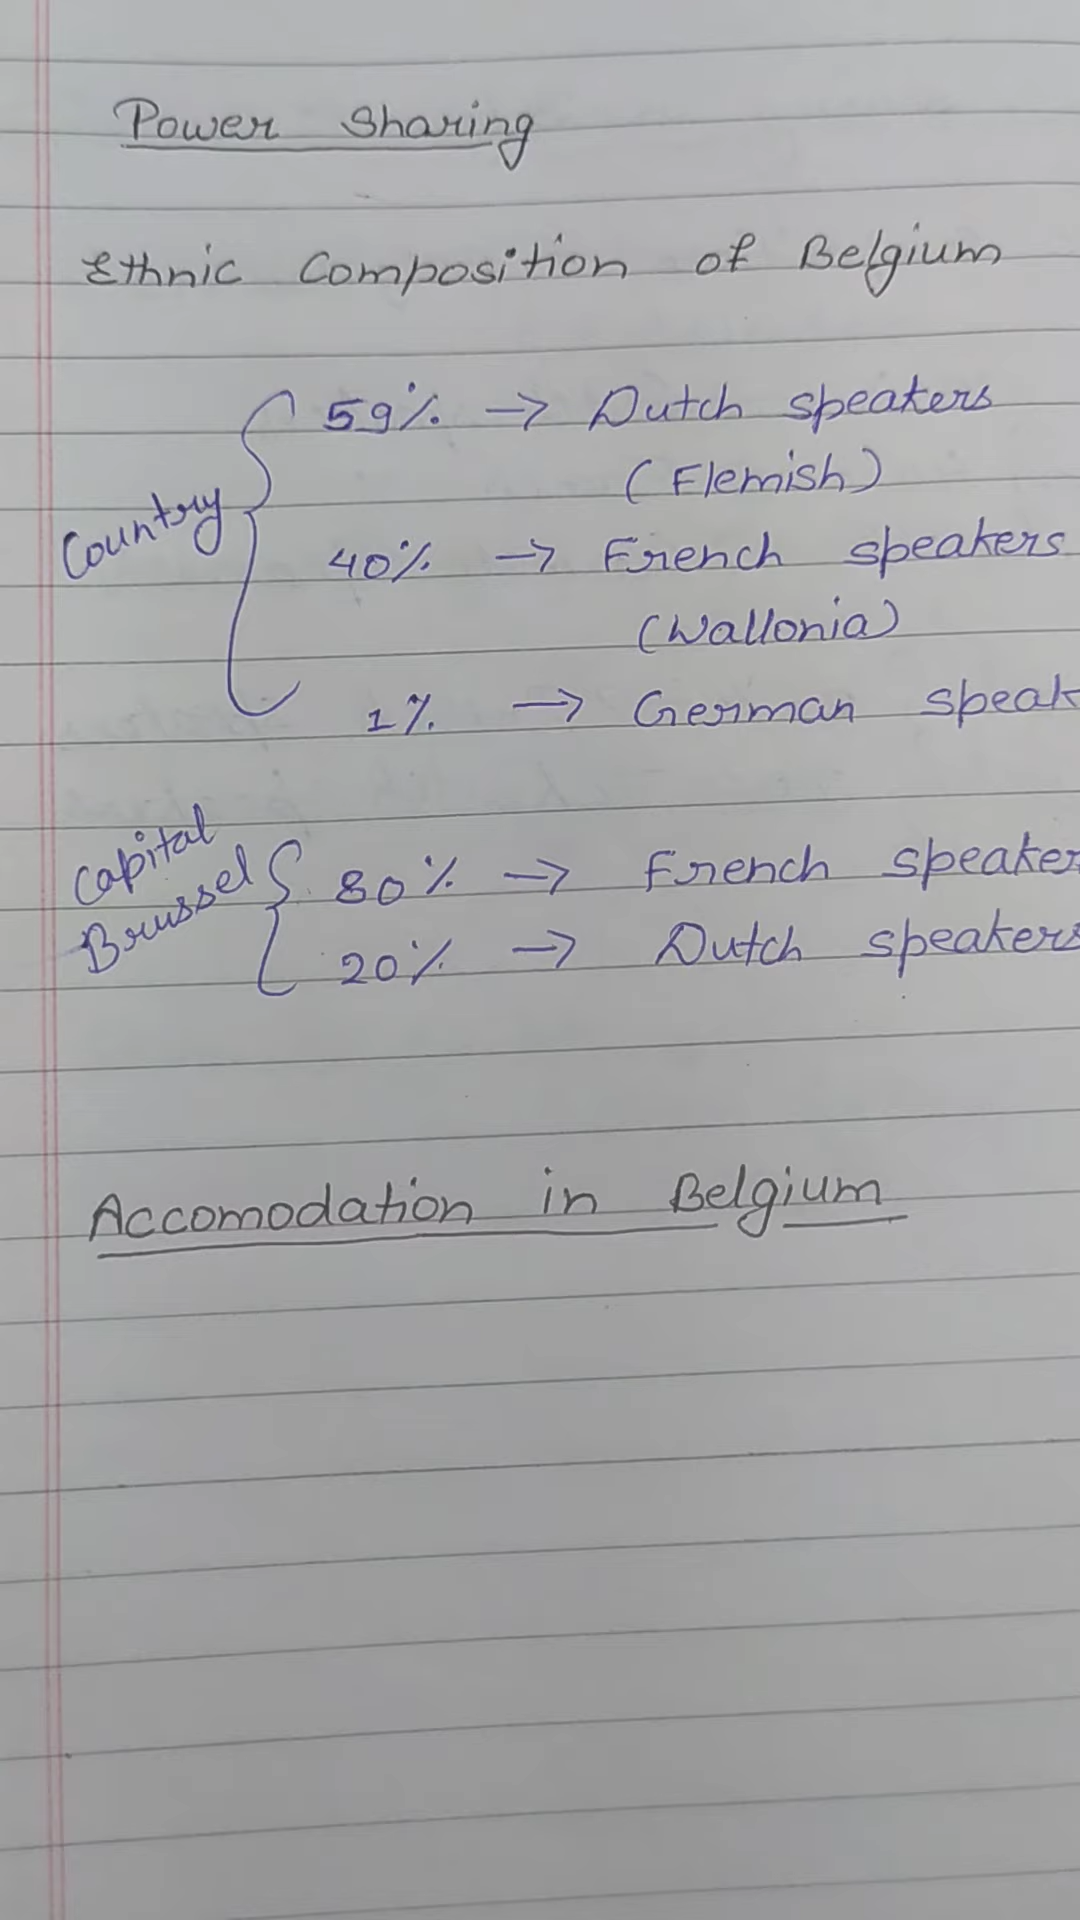 Power Sharing
Ethnic Composition of Belgium
Country
59% → Dutch speakers
(Flemish)
40% → French speakers
(Wallonia)
1% → German speak
Capital
Brussel
80% → French speaker
20% → Dutch speakers
Accomodation in Belgium